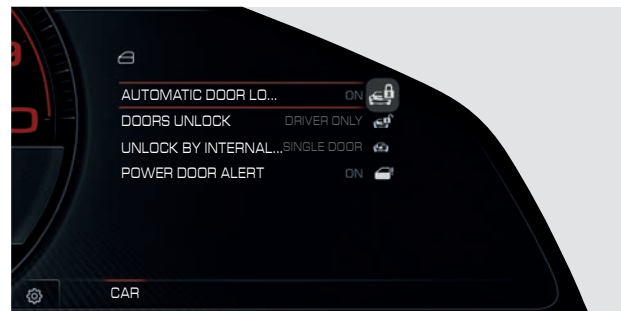 AUTOMATIC DOOR LO... ON
DOORS UNLOCK DRIVER ONLY
UNLOCK BY INTERNAL... SINGLE DOOR
POWER DOOR ALERT ON
CAR